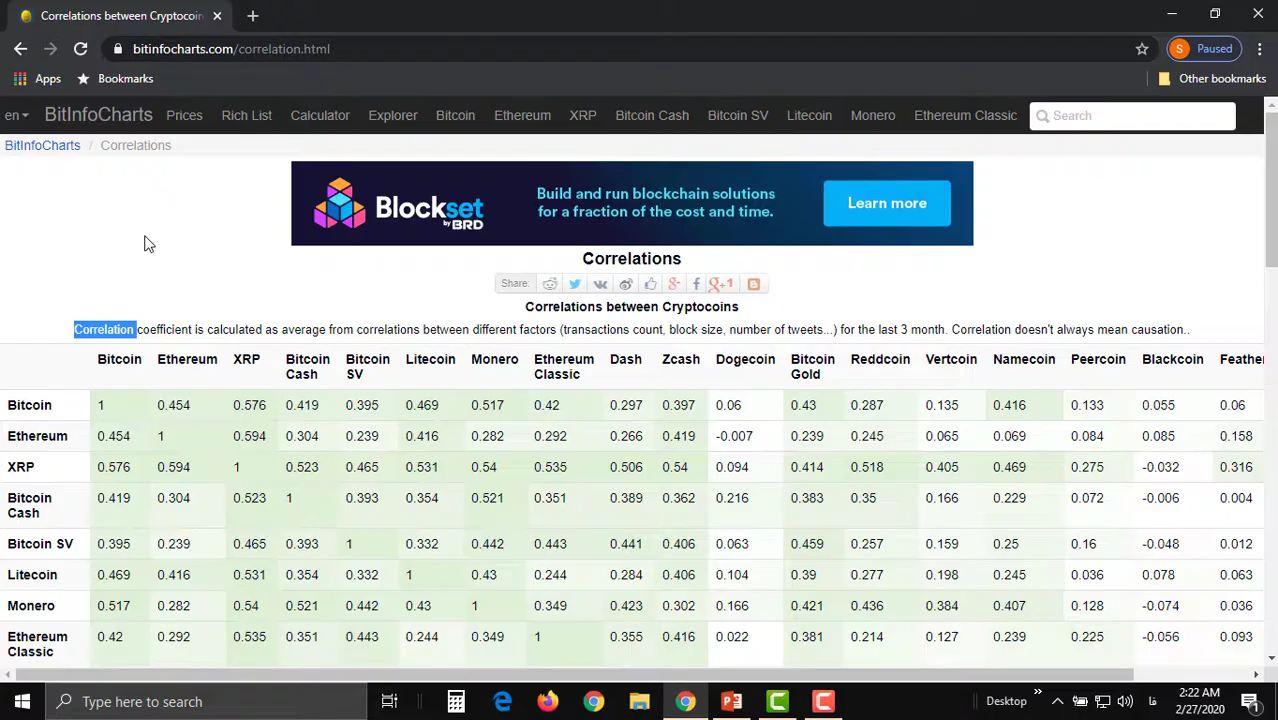 Correlations between Cryptocoin
bitinfocharts.com/correlation.html
S Paused
Apps Bookmarks Other bookmarks
en BitInfoCharts Prices Rich List Calculator Explorer Bitcoin Ethereum XRP Bitcoin Cash Bitcoin SV Litecoin Monero Ethereum Classic Search
BitInfoCharts / Correlations
Blockset by BRD
Build and run blockchain solutions
for a fraction of the cost and time.
Learn more
Correlations
Share: +1
Correlations between Cryptocoins
Correlation coefficient is calculated as average from correlations between different factors (transactions count, block size, number of tweets...) for the last 3 month. Correlation doesn't always mean causation..
Bitcoin Ethereum XRP Bitcoin Cash Bitcoin SV Litecoin Monero Ethereum Classic Dash Zcash Dogecoin Bitcoin Gold Reddcoin Vertcoin Namecoin Peercoin Blackcoin Feather
Bitcoin 1 0.454 0.576 0.419 0.395 0.469 0.517 0.42 0.297 0.397 0.06 0.43 0.287 0.135 0.416 0.133 0.055 0.06
Ethereum 0.454 1 0.594 0.304 0.239 0.416 0.282 0.292 0.266 0.419 -0.007 0.239 0.245 0.065 0.069 0.084 0.085 0.158
XRP 0.576 0.594 1 0.523 0.465 0.531 0.54 0.535 0.506 0.54 0.094 0.414 0.518 0.405 0.469 0.275 -0.032 0.316
Bitcoin Cash 0.419 0.304 0.523 1 0.393 0.354 0.521 0.351 0.389 0.362 0.216 0.383 0.35 0.166 0.229 0.072 -0.006 0.004
Bitcoin SV 0.395 0.239 0.465 0.393 1 0.332 0.442 0.443 0.441 0.406 0.063 0.459 0.257 0.159 0.25 0.16 -0.048 0.012
Litecoin 0.469 0.416 0.531 0.354 0.332 1 0.43 0.244 0.284 0.406 0.104 0.39 0.277 0.198 0.245 0.036 0.078 0.063
Monero 0.517 0.282 0.54 0.521 0.442 0.43 1 0.349 0.423 0.302 0.166 0.421 0.436 0.384 0.407 0.128 -0.074 0.036
Ethereum Classic 0.42 0.292 0.535 0.351 0.443 0.244 0.349 1 0.355 0.416 0.022 0.381 0.214 0.127 0.239 0.225 -0.056 0.093
Type here to search
Desktop » فا 2:22 AM
2/27/2020 1